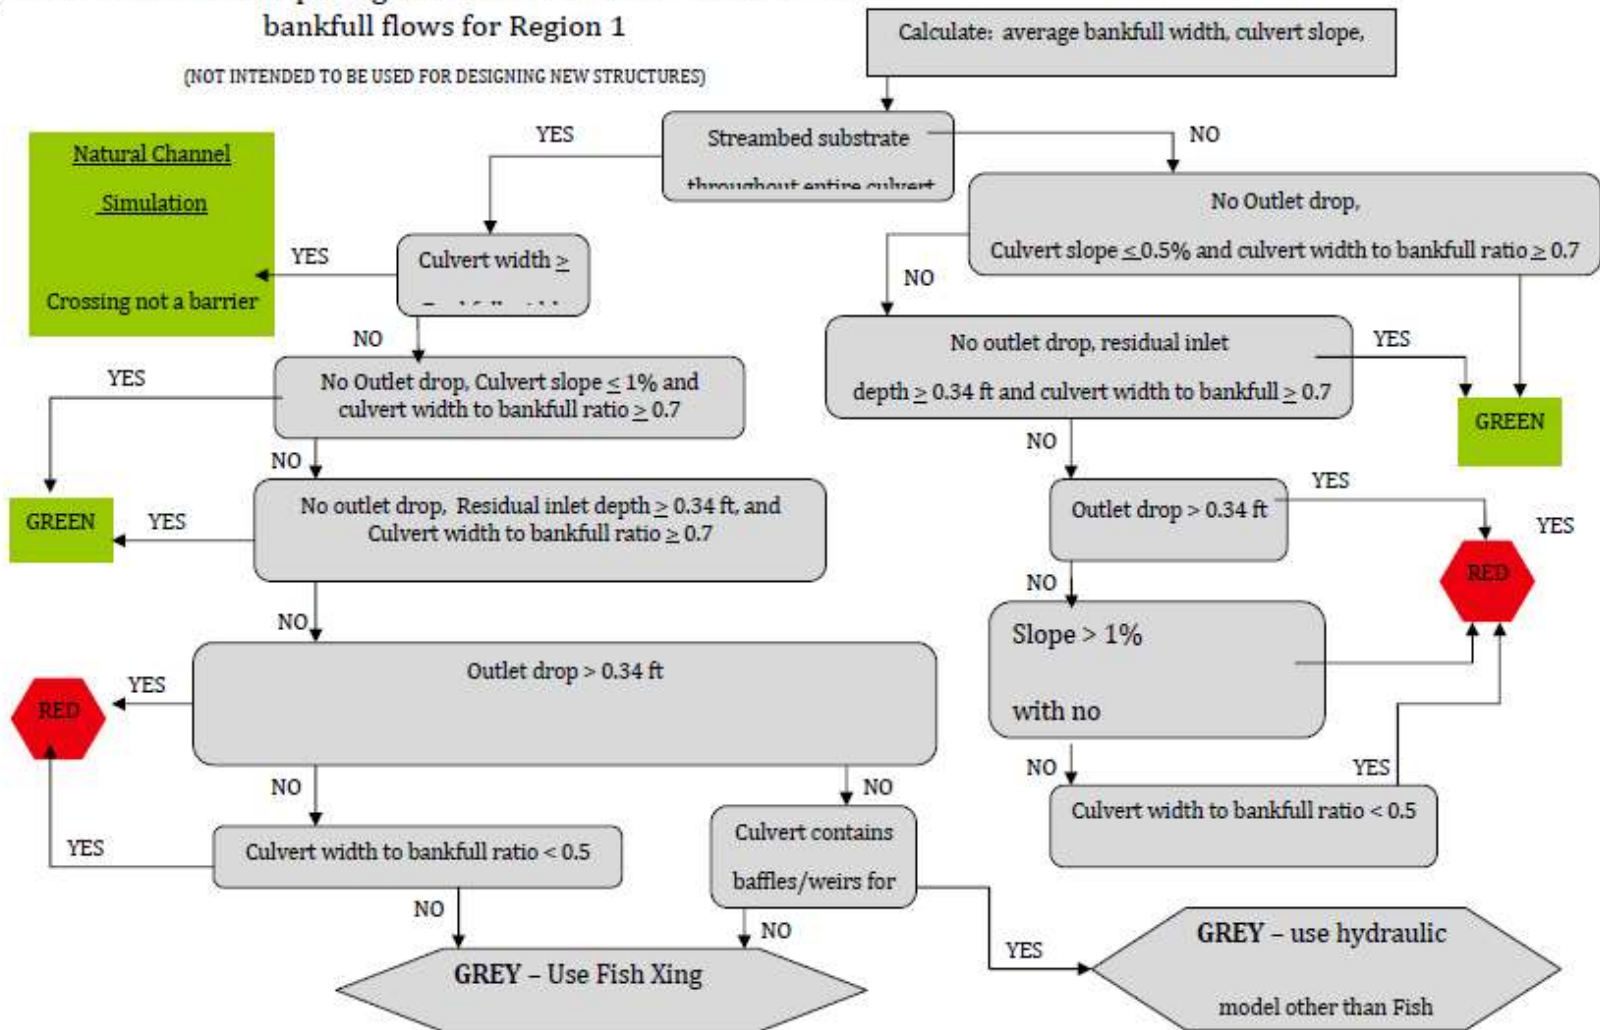 bankfull flows for Region 1
(NOT INTENDED TO BE USED FOR DESIGNING NEW STRUCTURES)
Calculate: average bankfull width, culvert slope,
Streambed substrate
throughout entire culvert
YES
NO
Natural Channel
Simulation
Crossing not a barrier
YES
Culvert width ≥
No Outlet drop,
Culvert slope ≤ 0.5% and culvert width to bankfull ratio ≥ 0.7
NO
NO
No outlet drop, residual inlet
depth ≥ 0.34 ft and culvert width to bankfull ≥ 0.7
YES
GREEN
YES
No Outlet drop, Culvert slope ≤ 1% and
culvert width to bankfull ratio ≥ 0.7
NO
NO
GREEN
YES
No outlet drop, Residual inlet depth ≥ 0.34 ft, and
Culvert width to bankfull ratio ≥ 0.7
Outlet drop > 0.34 ft
YES
YES
RED
NO
NO
Slope > 1%
with no
RED
YES
Outlet drop > 0.34 ft
NO
NO
NO
YES
Culvert width to bankfull ratio < 0.5
YES
Culvert width to bankfull ratio < 0.5
Culvert contains
baffles/weirs for
NO
NO
YES
GREY – Use Fish Xing
GREY – use hydraulic
model other than Fish